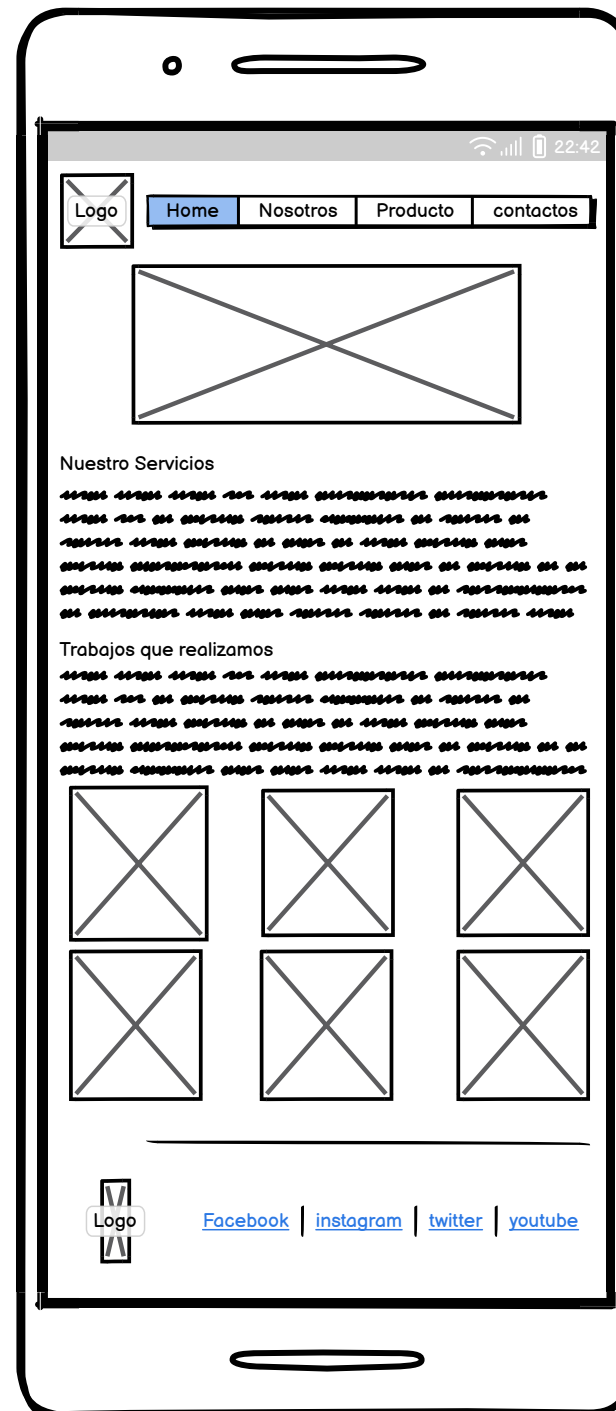 22:42
Logo
Home Nosotros Producto contactos
Nuestro Servicios
Trabajos que realizamos
Logo
Facebook instagram twitter youtube